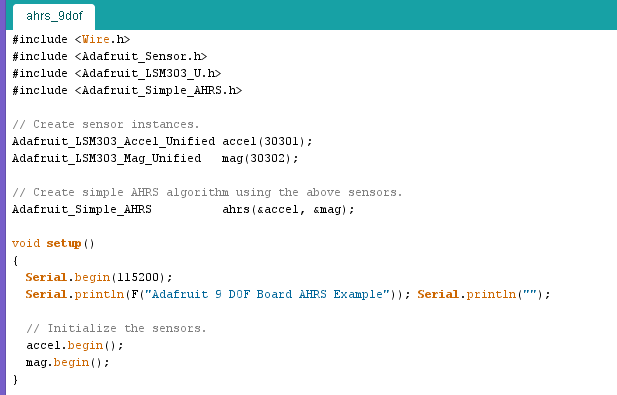 ahrs_9dof
#include <Wire.h>
#include <Adafruit_Sensor.h>
#include <Adafruit_LSM303_U.h>
#include <Adafruit_Simple_AHRS.h>
// Create sensor instances.
Adafruit_LSM303_Accel_Unified accel(30301);
Adafruit_LSM303_Mag_Unified   mag(30302);
// Create simple AHRS algorithm using the above sensors.
Adafruit_Simple_AHRS          ahrs(&accel, &mag);
void setup()
{
  Serial.begin(115200);
  Serial.println(F("Adafruit 9 DOF Board AHRS Example")); Serial.println("");
  // Initialize the sensors.
  accel.begin();
  mag.begin();
}